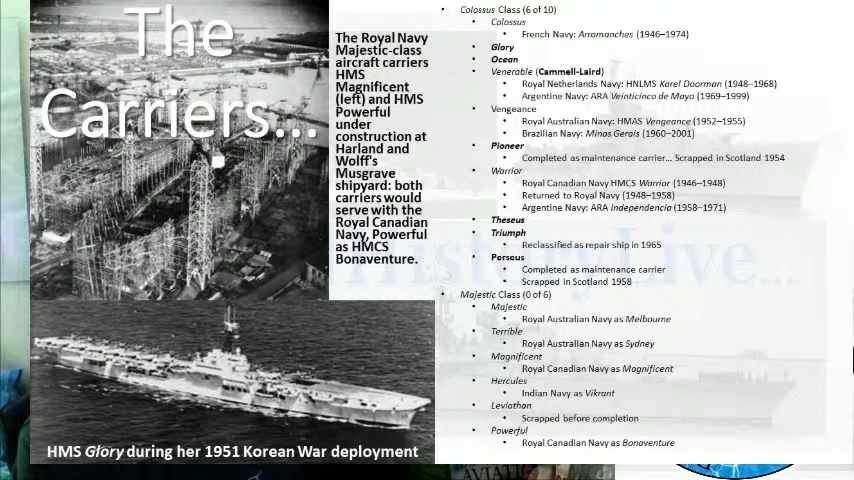 The
Carriers...
The Royal Navy
Majestic-class
aircraft carriers
HMS
Magnificent
(left) and HMS
Powerful
under
construction at
Harland and
Wolff's
Musgrave
shipyard: both
carriers would
serve with the
Royal Canadian
Navy, Powerful
as HMCS
Bonaventure.
HMS Glory during her 1951 Korean War deployment
• Colossus Class (6 of 10)
• Colossus
• French Navy: Arromanches (1946–1974)
• Glory
• Ocean
• Venerable (Cammell-Laird)
• Royal Netherlands Navy: HNLMS Karel Doorman (1948–1968)
• Argentine Navy: ARA Veinticinco de Mayo (1969–1999)
• Vengeance
• Royal Australian Navy: HMAS Vengeance (1952–1955)
• Brazilian Navy: Minas Gerais (1960–2001)
• Pioneer
• Completed as maintenance carrier... Scrapped in Scotland 1954
• Warrior
• Royal Canadian Navy HMCS Warrior (1946–1948)
• Returned to Royal Navy (1948–1958)
• Argentine Navy: ARA Independencia (1958–1971)
• Theseus
• Triumph
• Reclassified as repair ship in 1965
• Perseus
• Completed as maintenance carrier
• Scrapped in Scotland 1958
• Majestic Class (0 of 6)
• Majestic
• Royal Australian Navy as Melbourne
• Terrible
• Royal Australian Navy as Sydney
• Magnificent
• Royal Canadian Navy as Magnificent
• Hercules
• Indian Navy as Vikrant
• Leviathan
• Scrapped before completion
• Powerful
• Royal Canadian Navy as Bonaventure
HistoryLive...